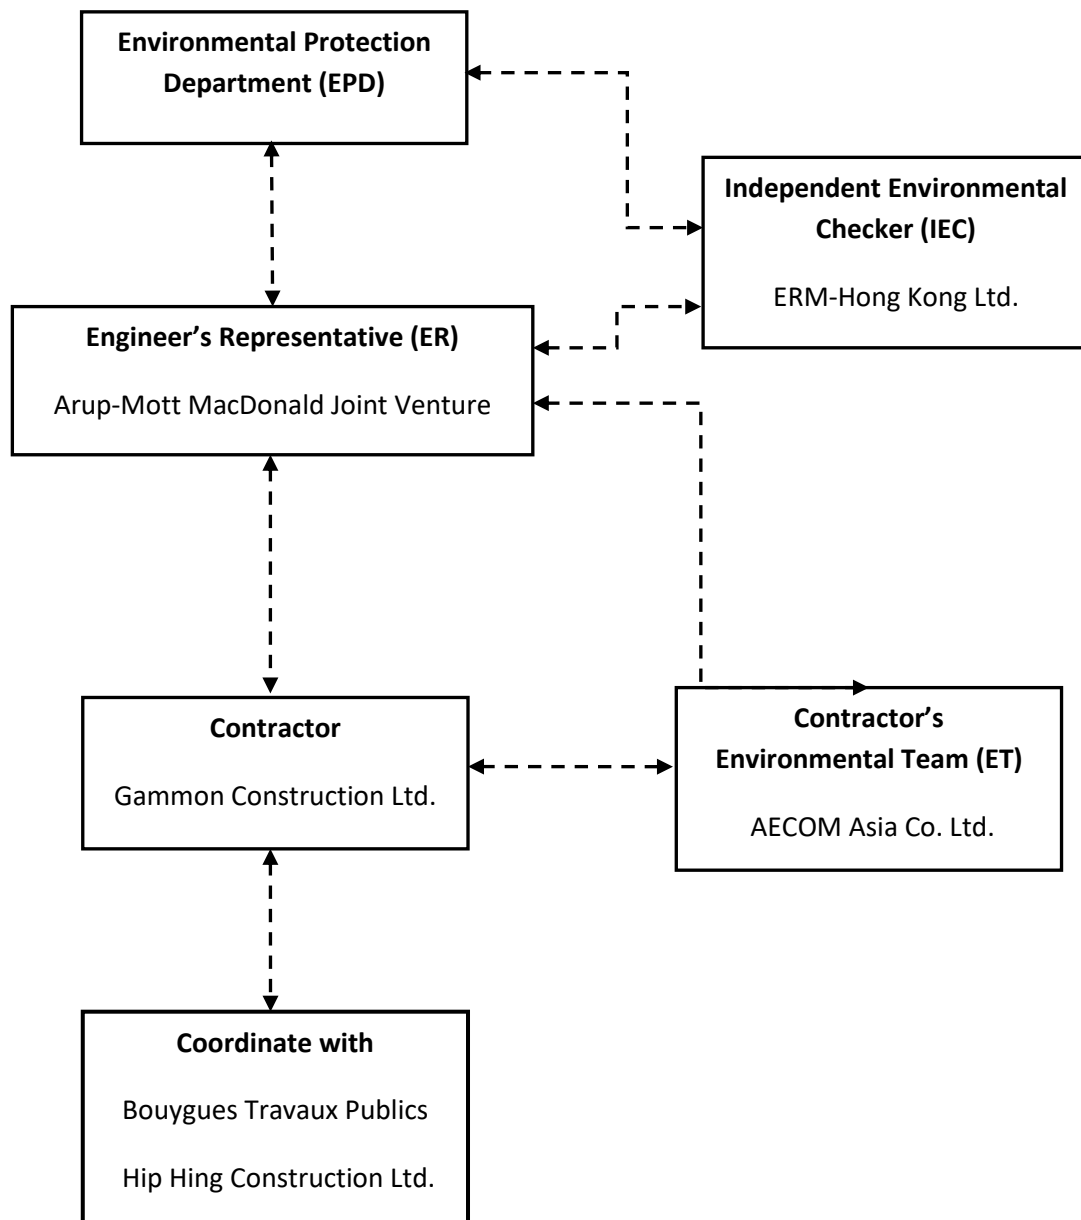 Environmental Protection
Department (EPD)
Independent Environmental
Checker (IEC)
ERM-Hong Kong Ltd.
Engineer’s Representative (ER)
Arup-Mott MacDonald Joint Venture
Contractor
Gammon Construction Ltd.
Contractor’s
Environmental Team (ET)
AECOM Asia Co. Ltd.
Coordinate with
Bouygues Travaux Publics
Hip Hing Construction Ltd.